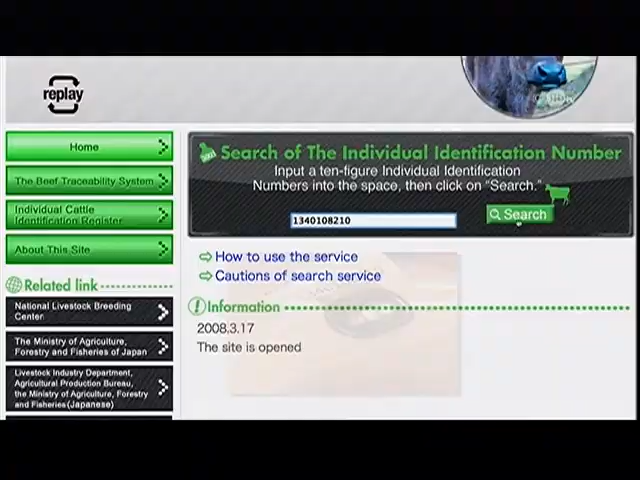 replay
Home
The Beef Traceability System
Individual Cattle
Identification Register
About This Site
Related link
National Livestock Breeding
Center
The Ministry of Agriculture,
Forestry and Fisheries of Japan
Livestock Industry Department,
Agricultural Production Bureau,
the Ministry of Agriculture, Forestry
and Fisheries(Japanese)
Search of The Individual Identification Number
Input a ten-figure Individual Identification
Numbers into the space, then click on "Search."
1340108210
Search
How to use the service
Cautions of search service
Information
2008.3.17
The site is opened